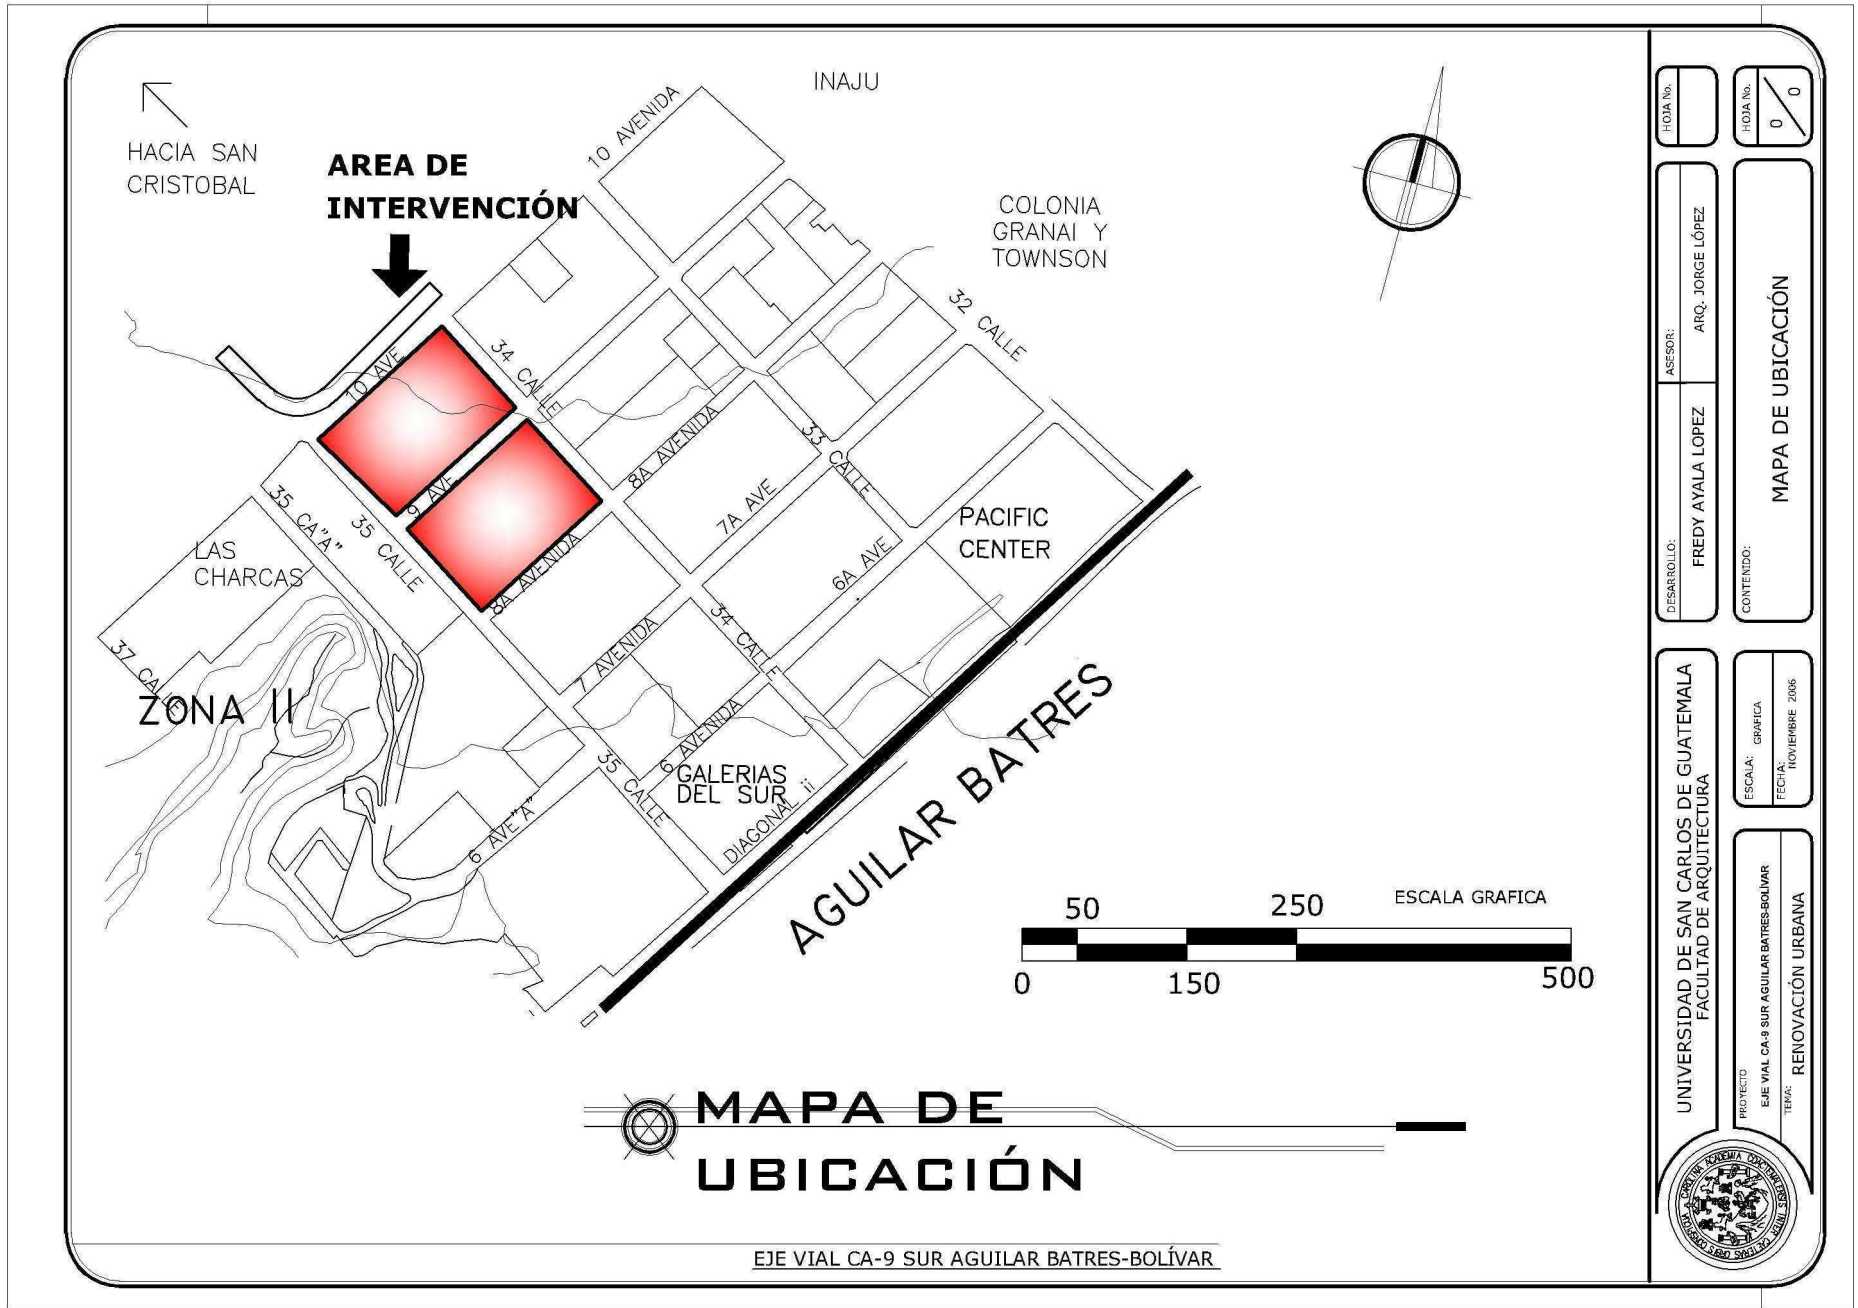 INAJU
HACIA SAN
CRISTOBAL
AREA DE
INTERVENCIÓN
10 AVENIDA
COLONIA
GRANAI Y
TOWNSON
32 CALLE
34 CALLE
10 AVE
9 AVE
8A AVENIDA
33 CALLE
35 CA"A"
35 CALLE
LAS
CHARCAS
7A AVE
PACIFIC
CENTER
6A AVE
8A AVENIDA
34 CALLE
7 AVENIDA
37 CALLE
ZONA II
6 AVENIDA
35 CALLE
GALERIAS
DEL SUR
DIAGONAL ii
6 AVE"A"
AGUILAR BATRES
50
250
ESCALA GRAFICA
0
150
500
MAPA DE
UBICACIÓN
EJE VIAL CA-9 SUR AGUILAR BATRES-BOLÍVAR
HOJA No.
HOJA No.
0
0
ASESOR:
ARQ. JORGE LÓPEZ
DESARROLLO:
FREDY AYALA LOPEZ
CONTENIDO:
MAPA DE UBICACIÓN
UNIVERSIDAD DE SAN CARLOS DE GUATEMALA
FACULTAD DE ARQUITECTURA
ESCALA:
GRAFICA
FECHA:
NOVIEMBRE 2006
PROYECTO
EJE VIAL CA-9 SUR AGUILAR BATRES-BOLÍVAR
TEMA:
RENOVACIÓN URBANA